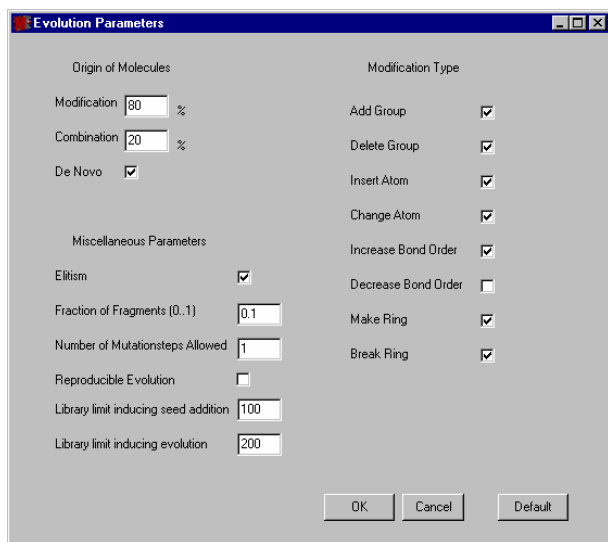 Evolution Parameters
Origin of Molecules
Modification 80 %
Combination 20 %
De Novo
Miscellaneous Parameters
Elitism
Fraction of Fragments (0..1) 0.1
Number of Mutationsteps Allowed 1
Reproducible Evolution
Library limit inducing seed addition 100
Library limit inducing evolution 200
Modification Type
Add Group
Delete Group
Insert Atom
Change Atom
Increase Bond Order
Decrease Bond Order
Make Ring
Break Ring
OK Cancel Default